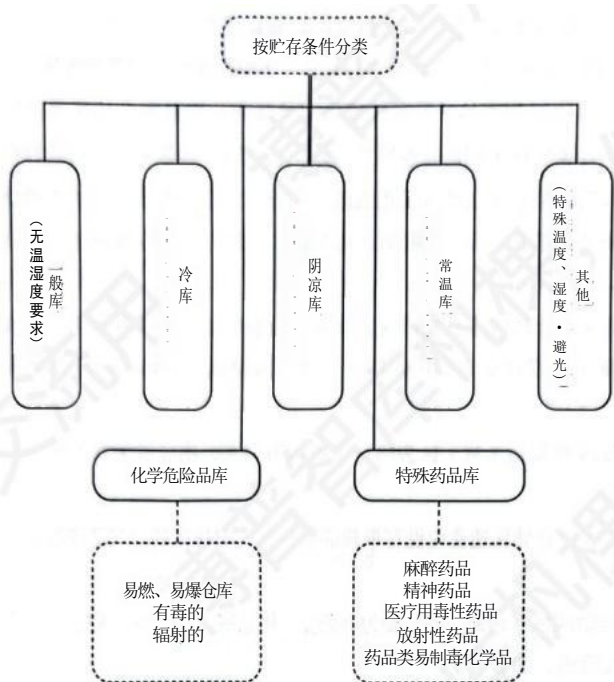 按贮存条件分类
一般库
(无温湿度要求)
冷库
阴凉库
常温库
其他
(特殊温度、湿度·避光)
化学危险品库
特殊药品库
易燃、易爆仓库
有毒的
辐射的
麻醉药品
精神药品
医疗用毒性药品
放射性药品
药品类易制毒化学品